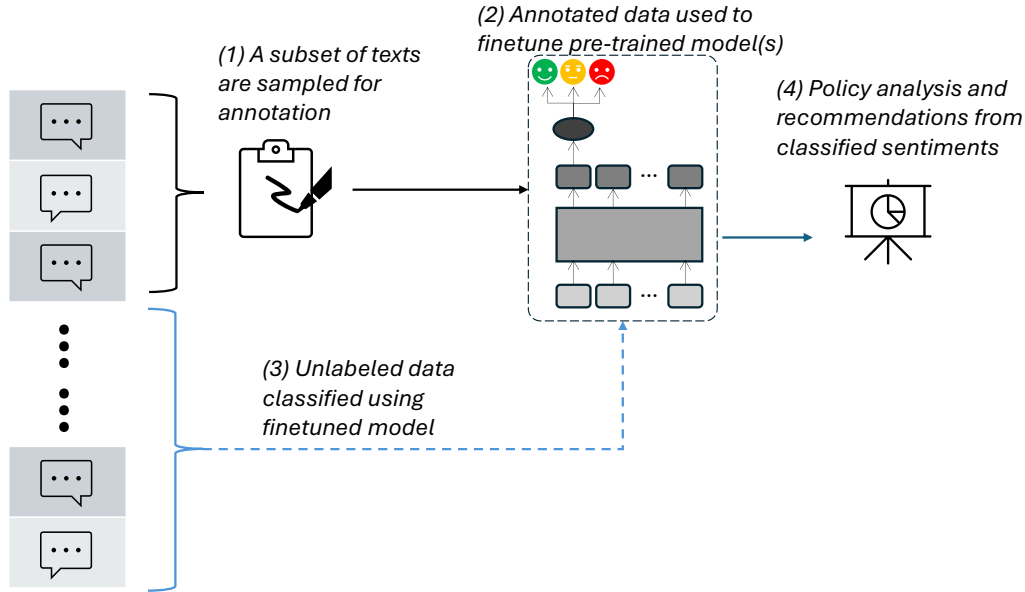 (1) A subset of texts
are sampled for
annotation
(2) Annotated data used to
finetune pre-trained model(s)
(3) Unlabeled data
classified using
finetuned model
(4) Policy analysis and
recommendations from
classified sentiments